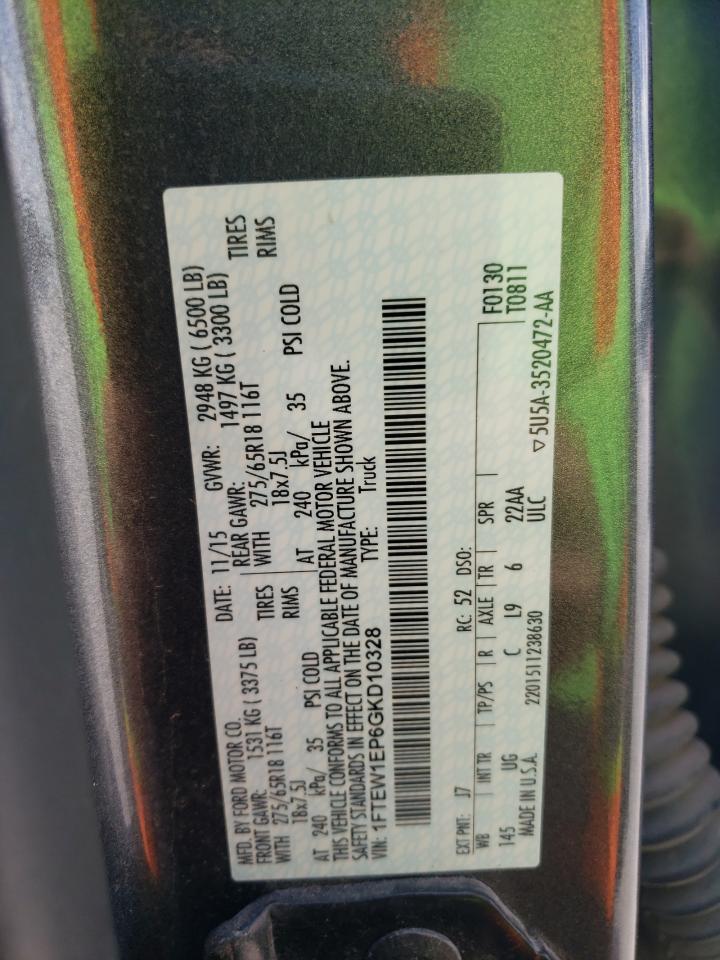 MFD. BY FORD MOTOR CO.
DATE: 11/15 GVWR: 2948 KG ( 6500 LB)
FRONT GAWR: 1531 KG ( 3375 LB)
REAR GAWR: 1497 KG ( 3300 LB)
WITH 275/65R18 116T TIRES
WITH 275/65R18 116T TIRES
18x7.5J RIMS
18x7.5J RIMS
AT 240 kPa/ 35 PSI COLD
AT 240 kPa/ 35 PSI COLD
THIS VEHICLE CONFORMS TO ALL APPLICABLE FEDERAL MOTOR VEHICLE
SAFETY STANDARDS IN EFFECT ON THE DATE OF MANUFACTURE SHOWN ABOVE.
VIN: 1FTEW1EP6GKD10328 TYPE: Truck
EXT PNT: J7 RC: 52 DSO: F0130
WB INT TR TP/PS R AXLE TR SPR T0811
145 UG C L9 6 22AA
MADE IN U.S.A. 2201511238630 ULC
▽ 5U5A-3520472-AA